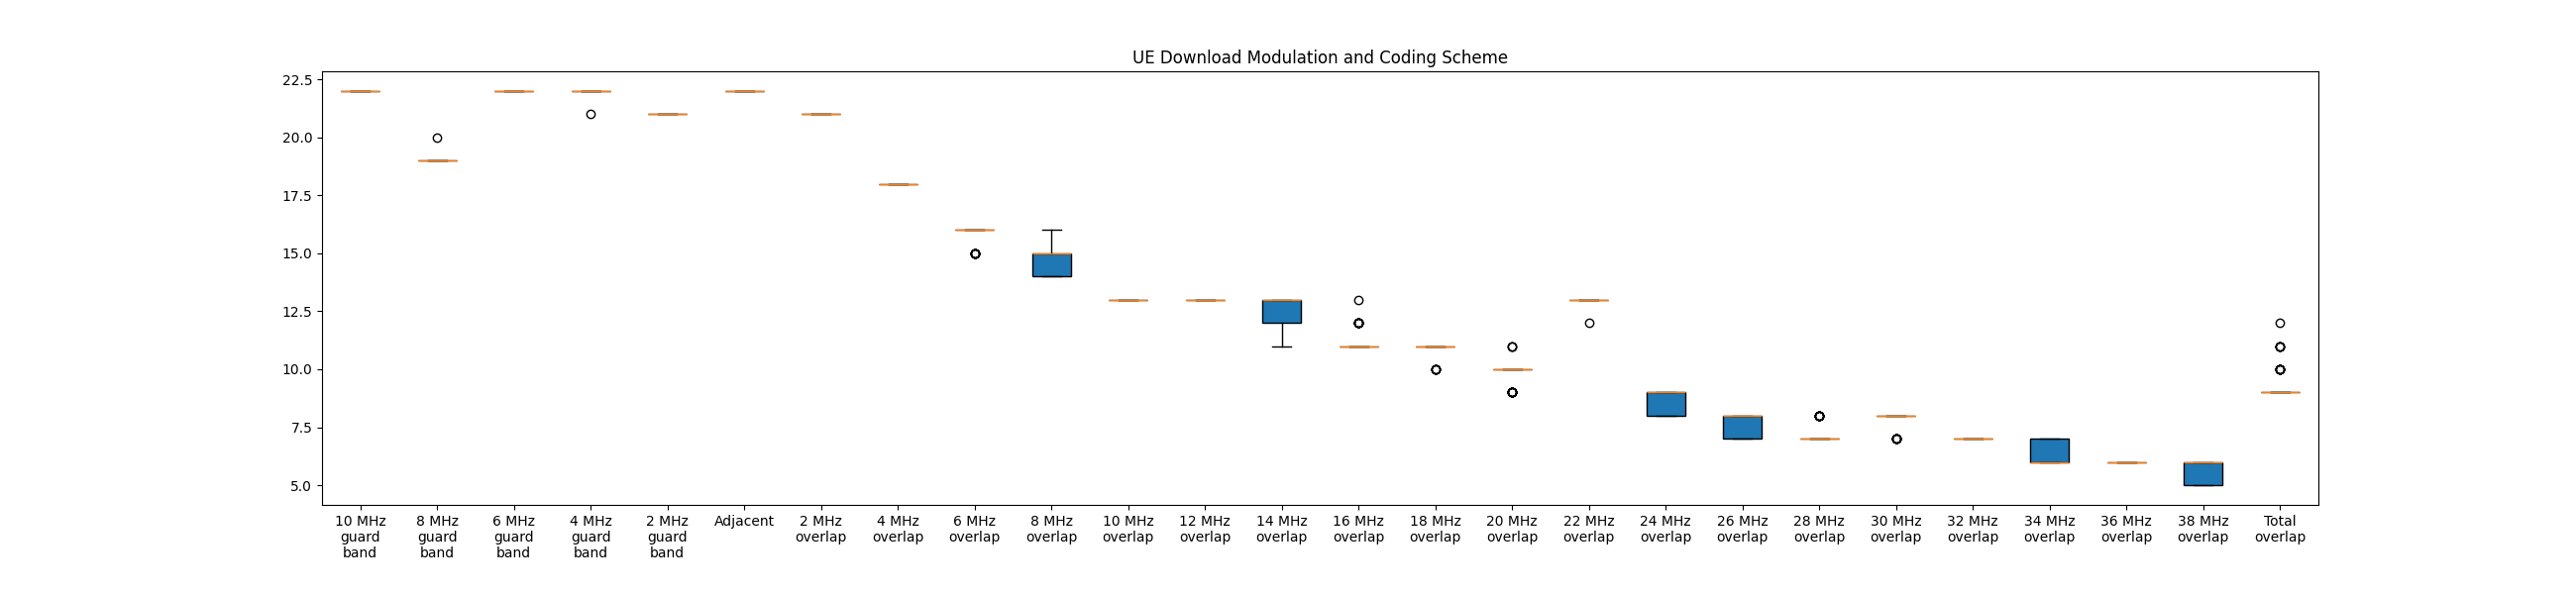 UE Download Modulation and Coding Scheme
22.5
20.0
17.5
15.0
12.5
10.0
7.5
5.0
10 MHz
guard
band
8 MHz
guard
band
6 MHz
guard
band
4 MHz
guard
band
2 MHz
guard
band
Adjacent
2 MHz
overlap
4 MHz
overlap
6 MHz
overlap
8 MHz
overlap
10 MHz
overlap
12 MHz
overlap
14 MHz
overlap
16 MHz
overlap
18 MHz
overlap
20 MHz
overlap
22 MHz
overlap
24 MHz
overlap
26 MHz
overlap
28 MHz
overlap
30 MHz
overlap
32 MHz
overlap
34 MHz
overlap
36 MHz
overlap
38 MHz
overlap
Total
overlap